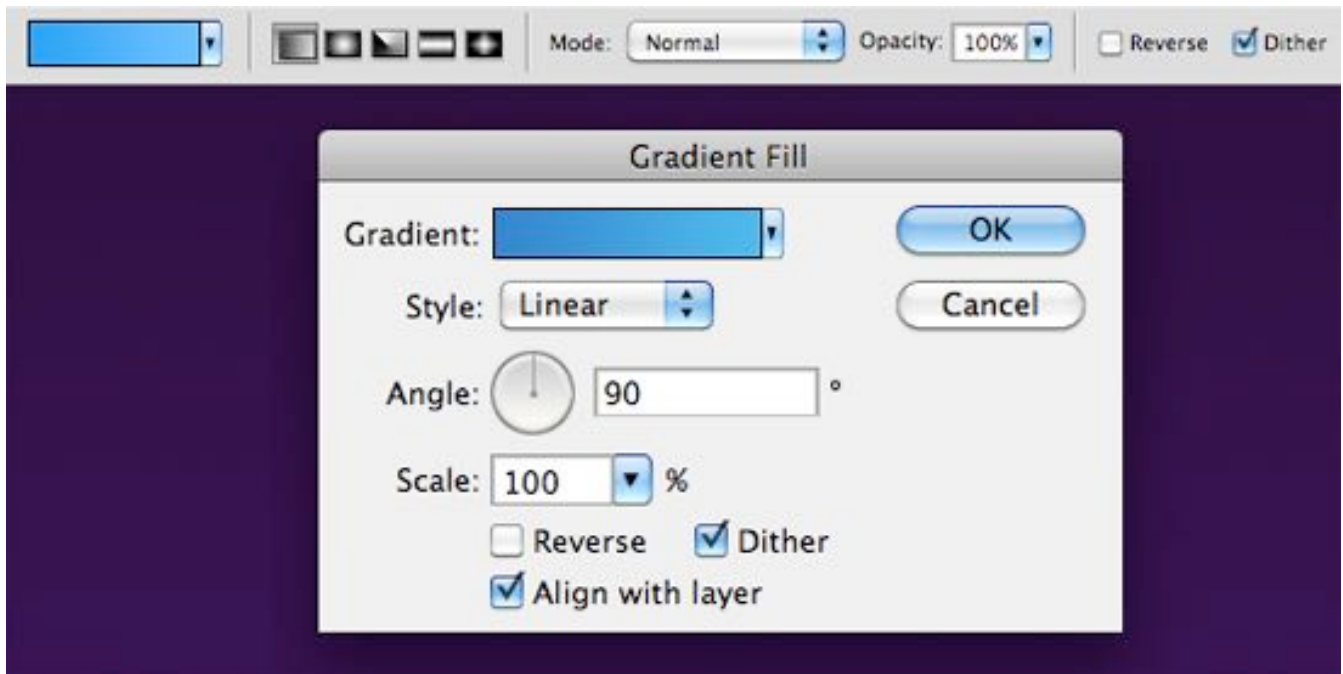 Mode: Normal Opacity: 100% Reverse Dither
Gradient Fill
Gradient: OK
Style: Linear Cancel
Angle: 90 °
Scale: 100 %
Reverse Dither
Align with layer